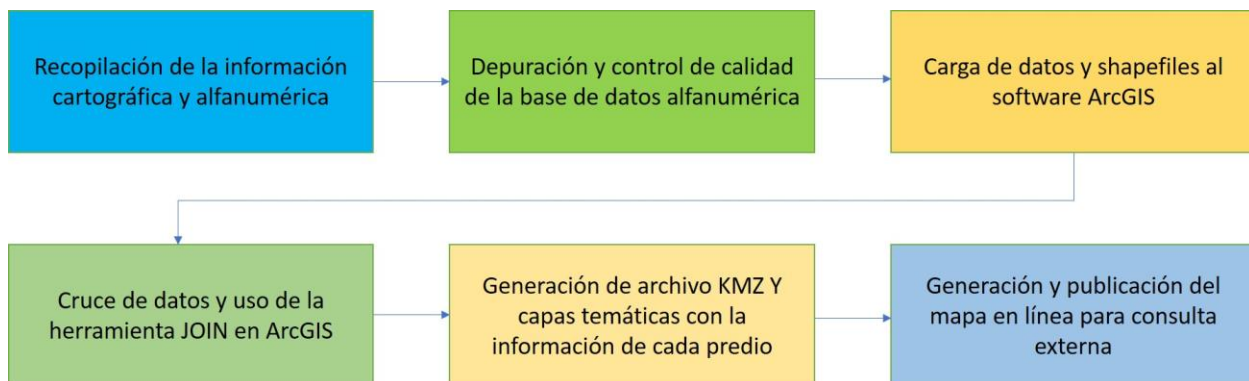 Recopilación de la información
cartográfica y alfanumérica
Depuración y control de calidad
de la base de datos alfanumérica
Carga de datos y shapefiles al
software ArcGIS
Cruce de datos y uso de la
herramienta JOIN en ArcGIS
Generación de archivo KMZ Y
capas temáticas con la
información de cada predio
Generación y publicación del
mapa en línea para consulta
externa